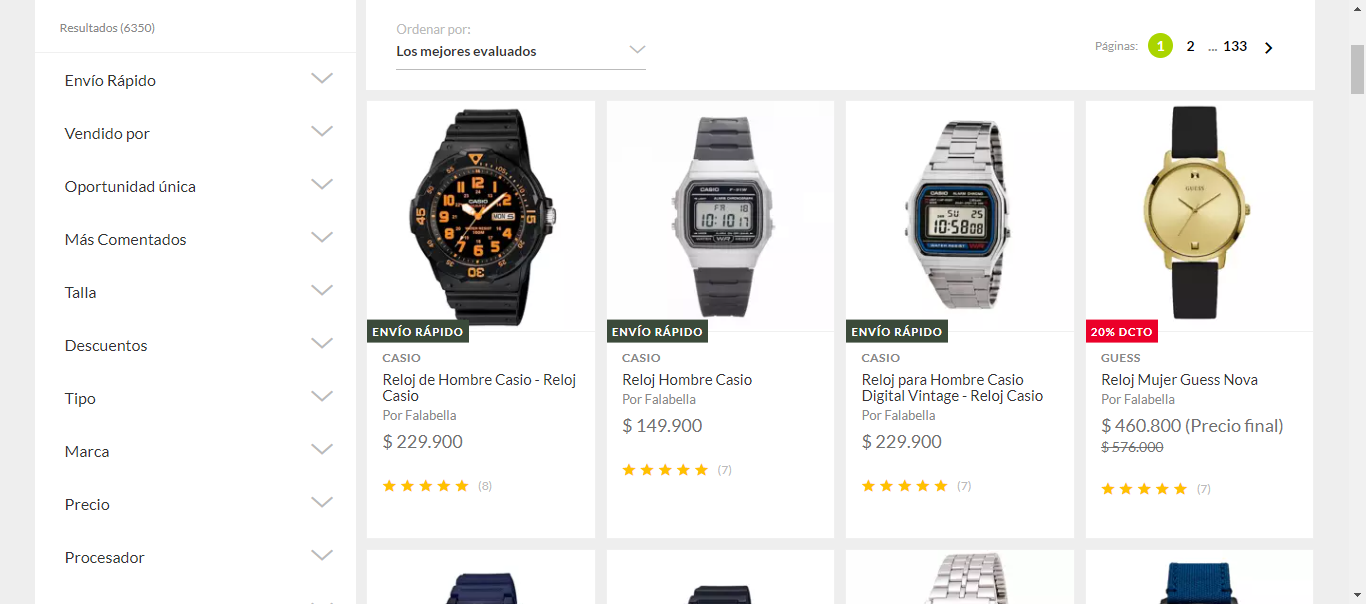 Resultados (6350)
Envío Rápido
Vendido por
Oportunidad única
Más Comentados
Talla
Descuentos
Tipo
Marca
Precio
Procesador
Ordenar por:
Los mejores evaluados
Páginas: 1 2 ... 133
ENVÍO RÁPIDO
CASIO
Reloj de Hombre Casio - Reloj
Casio
Por Falabella
$ 229.900
(8)
ENVÍO RÁPIDO
CASIO
Reloj Hombre Casio
Por Falabella
$ 149.900
(7)
ENVÍO RÁPIDO
CASIO
Reloj para Hombre Casio
Digital Vintage - Reloj Casio
Por Falabella
$ 229.900
(7)
GUESS
20% DCTO
GUESS
Reloj Mujer Guess Nova
Por Falabella
$ 460.800 (Precio final)
$ 576.000
(7)